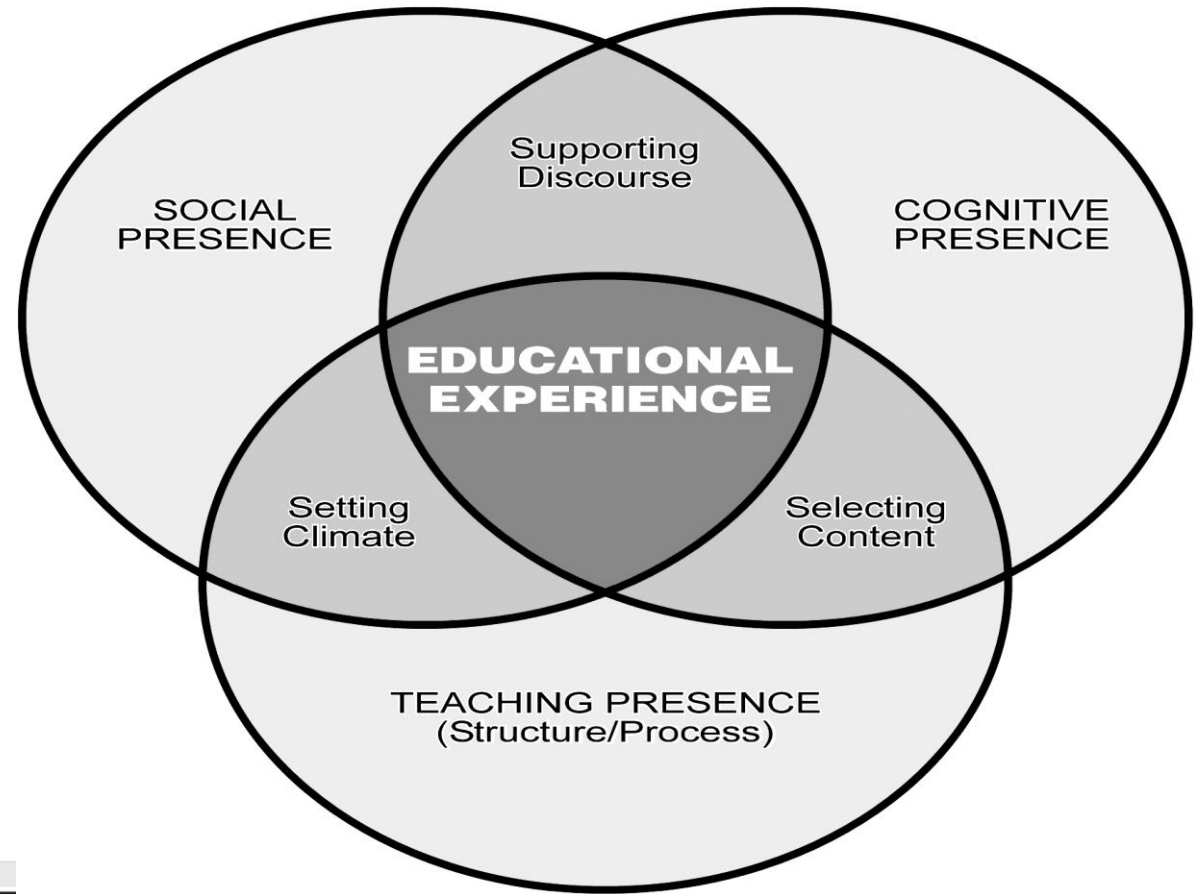 Supporting
Discourse
SOCIAL
PRESENCE
COGNITIVE
PRESENCE
EDUCATIONAL
EXPERIENCE
Setting
Climate
Selecting
Content
TEACHING PRESENCE
(Structure/Process)